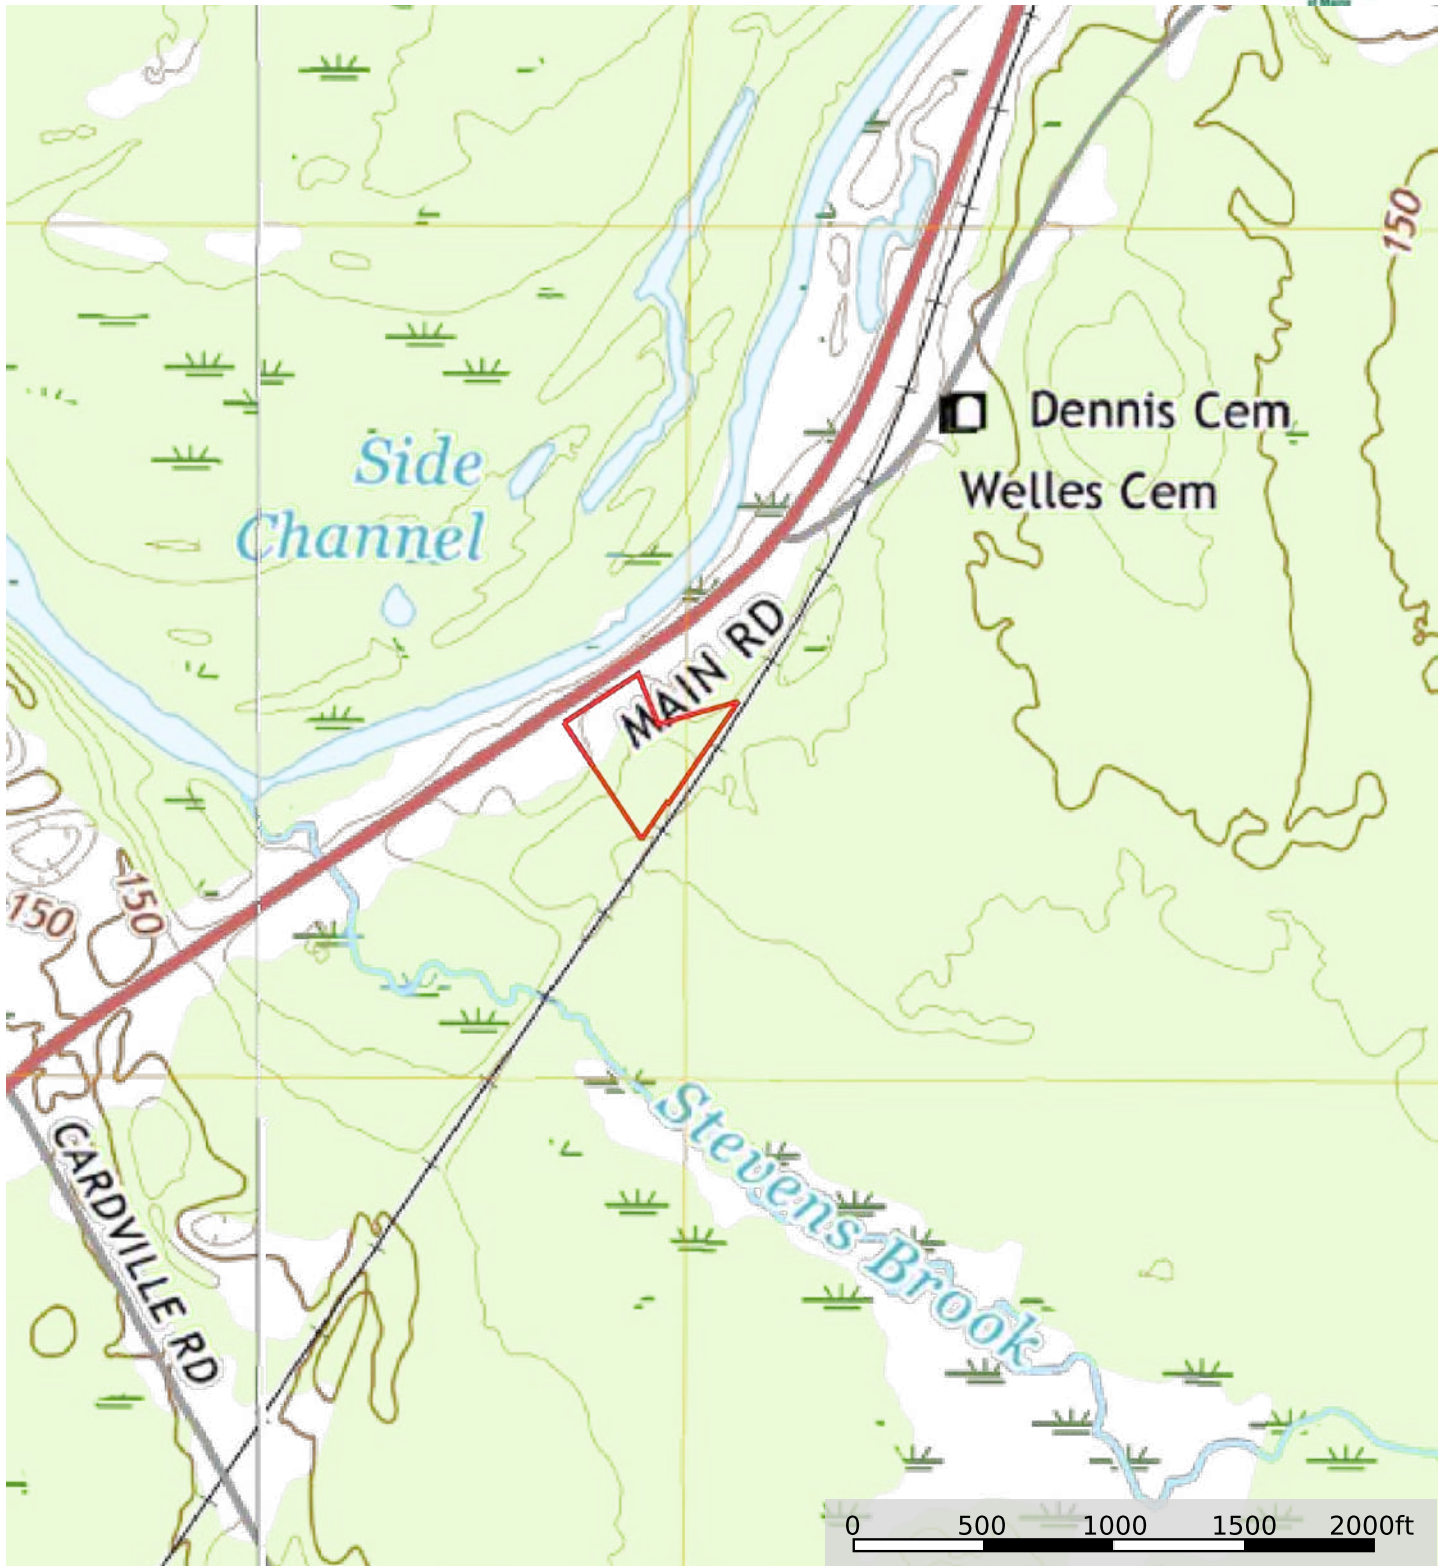 150
Dennis Cem
Side
Welles Cem
Channel
MAIN RD
150
150
Stevens Brook
CARDVILLE RD
0 500 1000 1500 2000ft